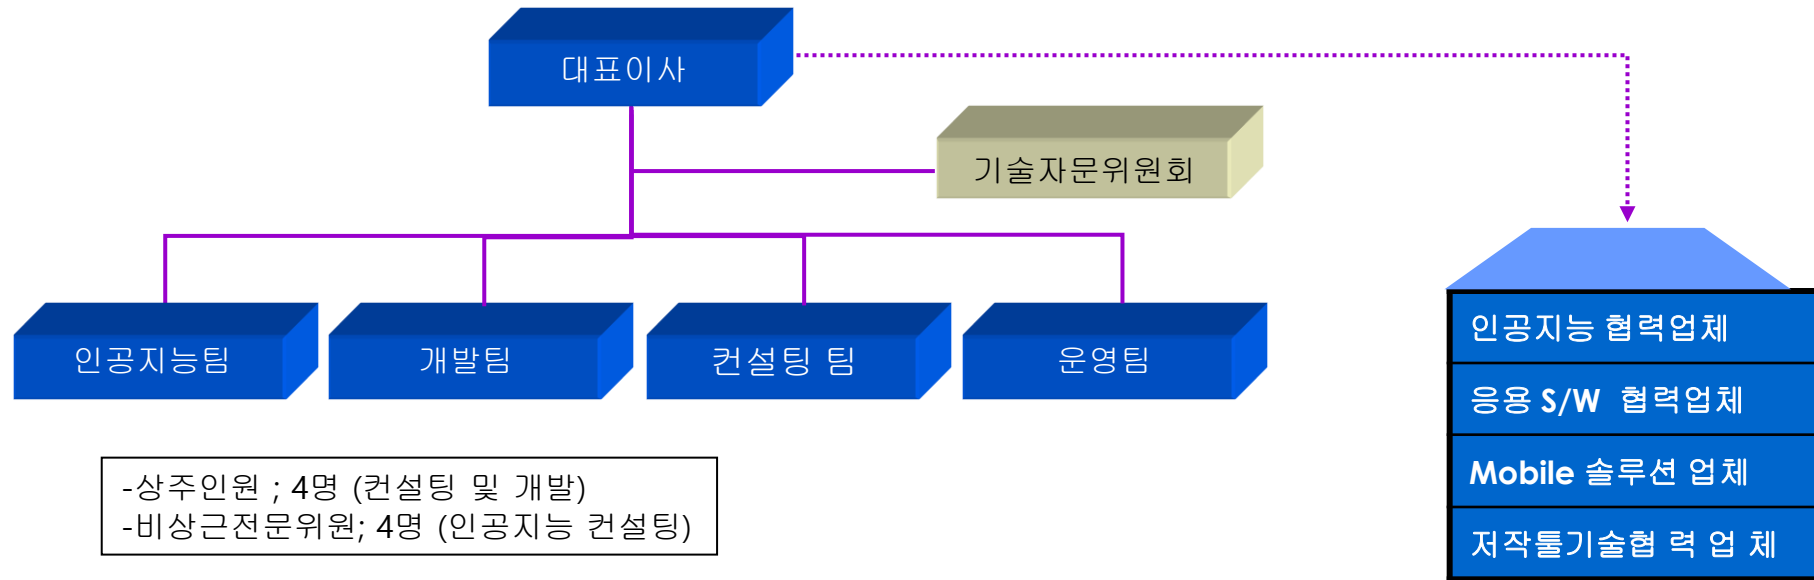 대표이사
기술자문위원회
인공지능팀
개발팀
컨설팅 팀
운영팀
-상주인원 ; 4명 (컨설팅 및 개발)
-비상근전문위원; 4명 (인공지능 컨설팅)
인공지능 협력업체
응용 S/W 협력업체
Mobile 솔루션 업체
저작툴기술협 력 업 체